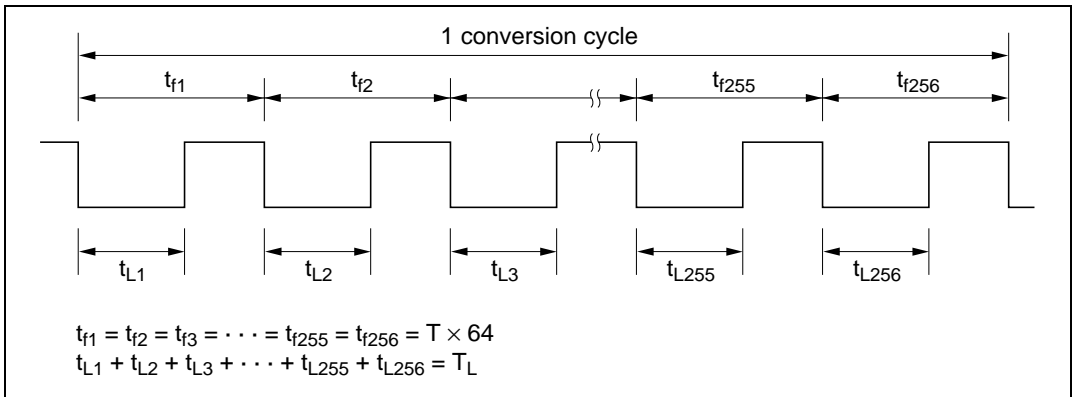 1 conversion cycle
tf1 tf2 tf255 tf256
tL1 tL2 tL3 tL255 tL256
tf1 = tf2 = tf3 = · · · = tf255 = tf256 = T × 64
tL1 + tL2 + tL3 + · · · + tL255 + tL256 = TL